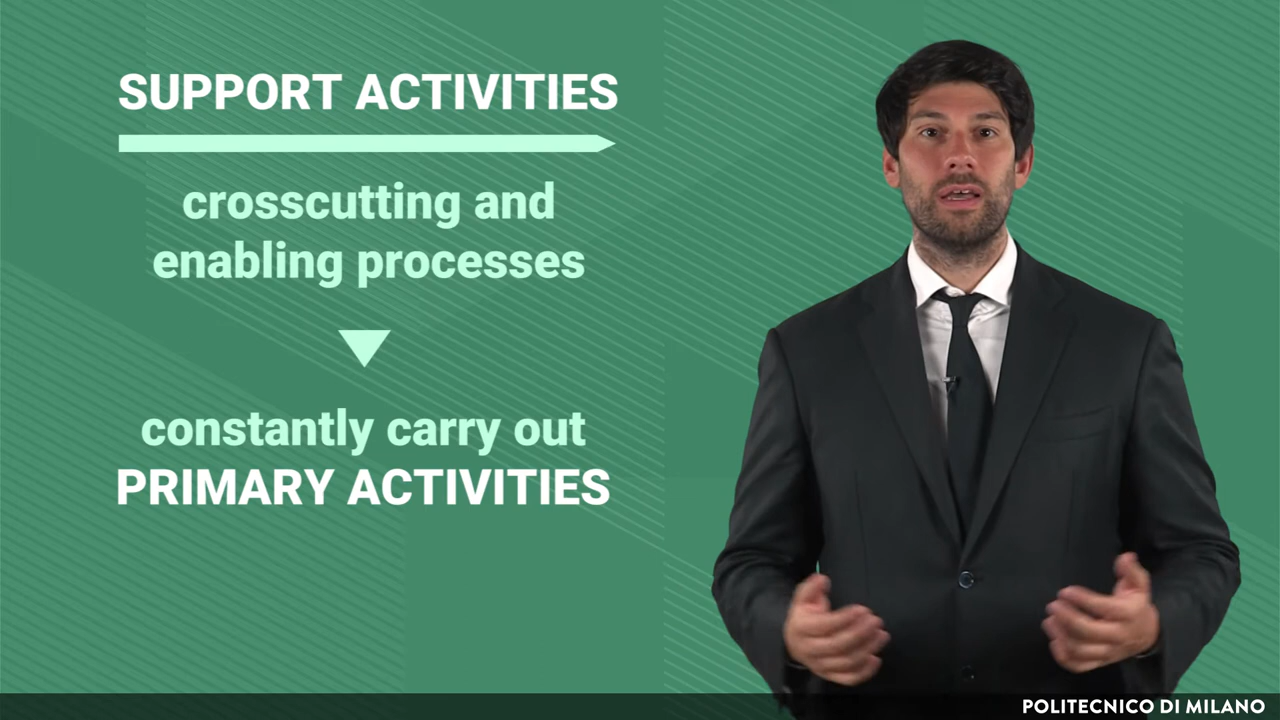 SUPPORT ACTIVITIES
crosscutting and
enabling processes
constantly carry out
PRIMARY ACTIVITIES
POLITECNICO DI MILANO